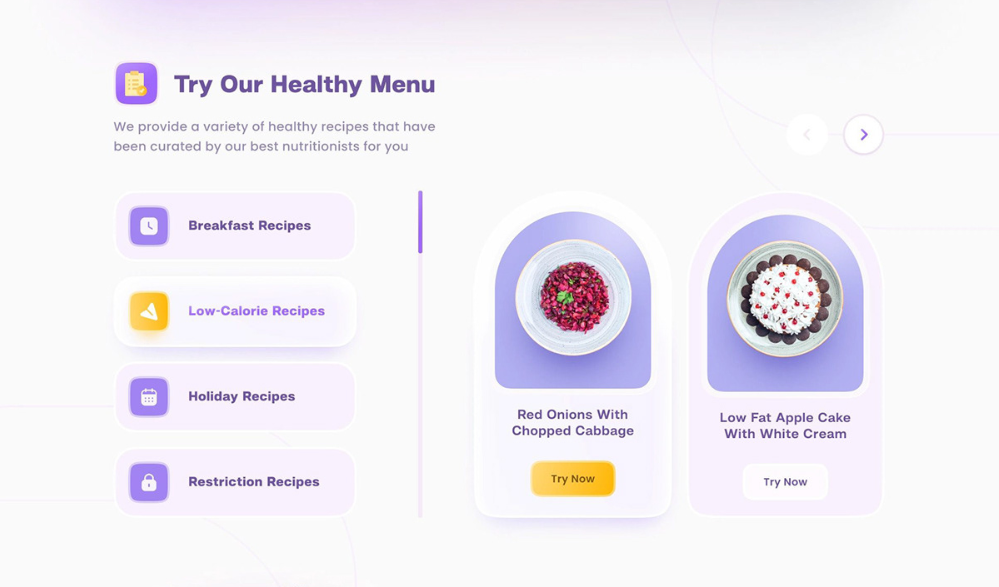 Try Our Healthy Menu
We provide a variety of healthy recipes that have
been curated by our best nutritionists for you
Breakfast Recipes
Low-Calorie Recipes
Holiday Recipes
Restriction Recipes
Red Onions With
Chopped Cabbage
Try Now
Low Fat Apple Cake
With White Cream
Try Now